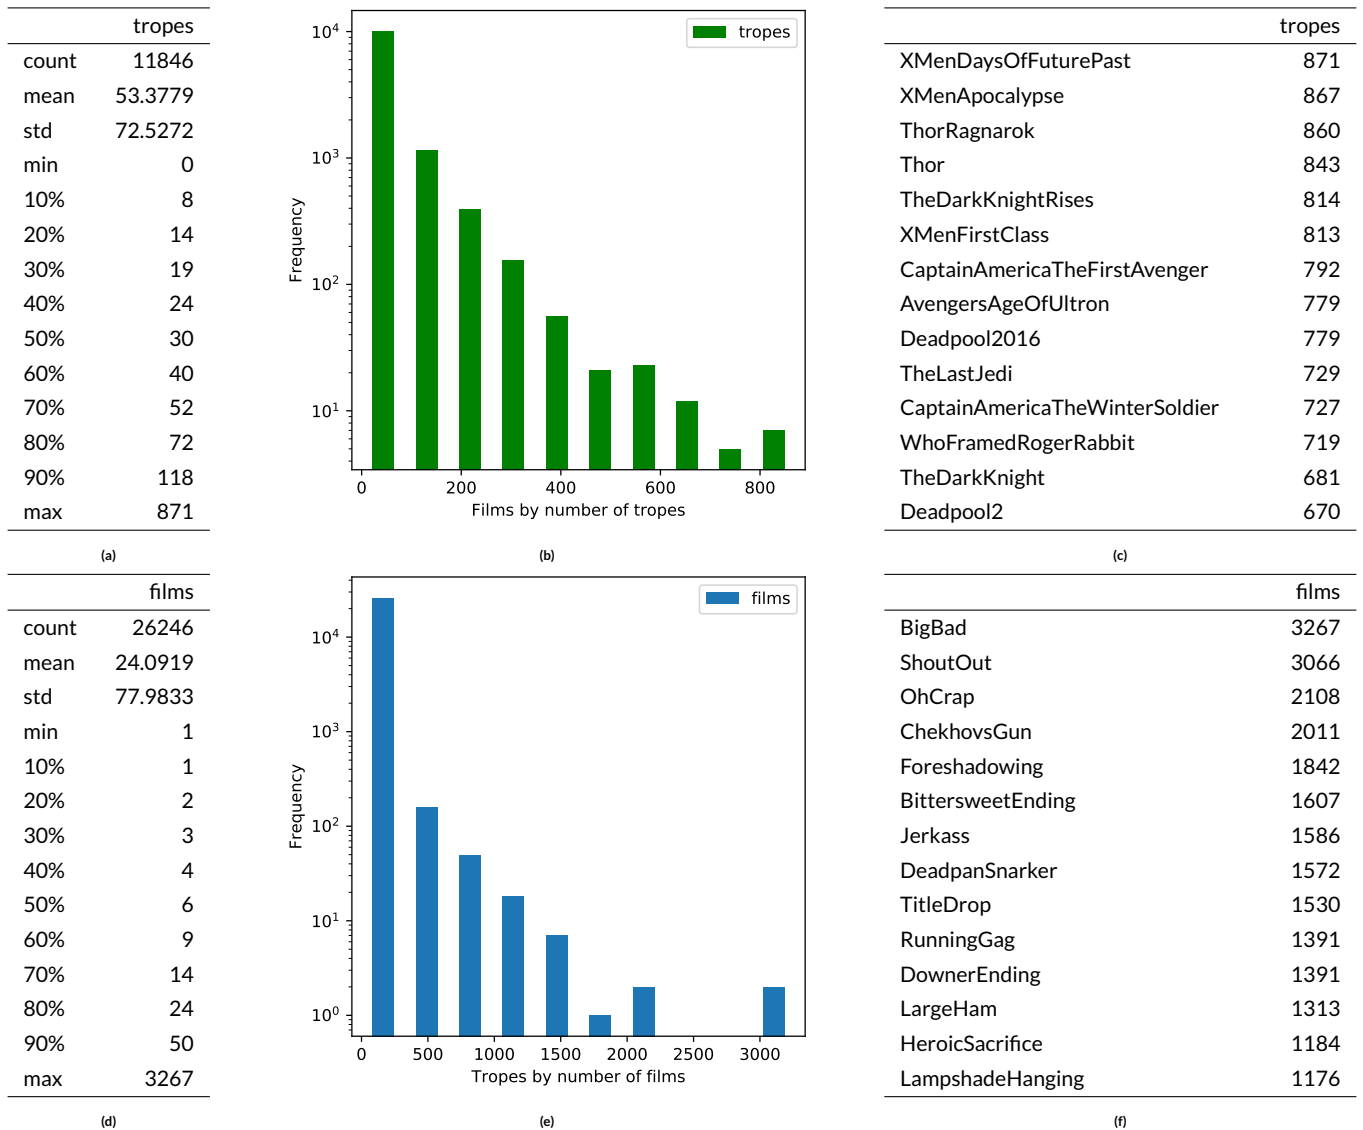 tropes
count 11846
mean 53.3779
std 72.5272
min 0
10% 8
20% 14
30% 19
40% 24
50% 30
60% 40
70% 52
80% 72
90% 118
max 871
(a)
tropes
10^4
10^3
10^2
10^1
Frequency
0 200 400 600 800
Films by number of tropes
(b)
tropes
XMenDaysOfFuturePast 871
XMenApocalypse 867
ThorRagnarok 860
Thor 843
TheDarkKnightRises 814
XMenFirstClass 813
CaptainAmericaTheFirstAvenger 792
AvengersAgeOfUltron 779
Deadpool2016 779
TheLastJedi 729
CaptainAmericaTheWinterSoldier 727
WhoFramedRogerRabbit 719
TheDarkKnight 681
Deadpool2 670
(c)
films
count 26246
mean 24.0919
std 77.9833
min 1
10% 1
20% 2
30% 3
40% 4
50% 6
60% 9
70% 14
80% 24
90% 50
max 3267
(d)
films
10^4
10^3
10^2
10^1
10^0
Frequency
0 500 1000 1500 2000 2500 3000
Tropes by number of films
(e)
films
BigBad 3267
ShoutOut 3066
OhCrap 2108
ChekhovsGun 2011
Foreshadowing 1842
BittersweetEnding 1607
Jerkass 1586
DeadpanSnarker 1572
TitleDrop 1530
RunningGag 1391
DownerEnding 1391
LargeHam 1313
HeroicSacrifice 1184
LampshadeHanging 1176
(f)